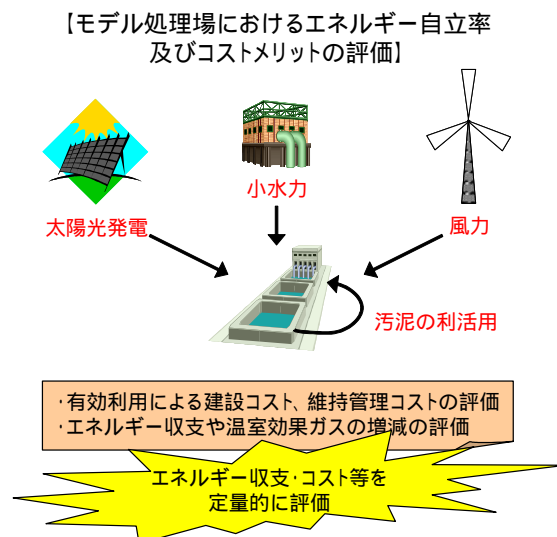 【モデル処理場におけるエネルギー自立率
及びコストメリットの評価】
小水力
太陽光発電
風力
汚泥の利活用
・有効利用による建設コスト、維持管理コストの評価
・エネルギー収支や温室効果ガスの増減の評価
エネルギー収支・コスト等を
定量的に評価